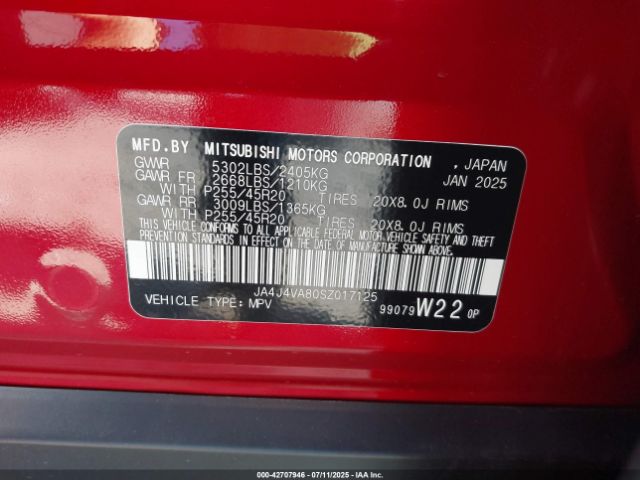 MFD.BY MITSUBISHI MOTORS CORPORATION , JAPAN
GVWR 5302LBS/2405KG JAN 2025
GAWR FR 2668LBS/1210KG
WITH P255/45R20 TIRES 20X8.0J RIMS
GAWR RR 3009LBS/1365KG
WITH P255/45R20 TIRES 20X8.0J RIMS
THIS VEHICLE CONFORMS TO ALL APPLICABLE FEDERAL MOTOR VEHICLE SAFETY AND THEFT
PREVENTION STANDARDS IN EFFECT ON THE DATE OF MANUFACTURE SHOWN ABOVE.
JA4J4VA80SZ017125
VEHICLE TYPE: MPV 99079 W22 0P
000-42707946 - 07/11/2025 - IAAI.com